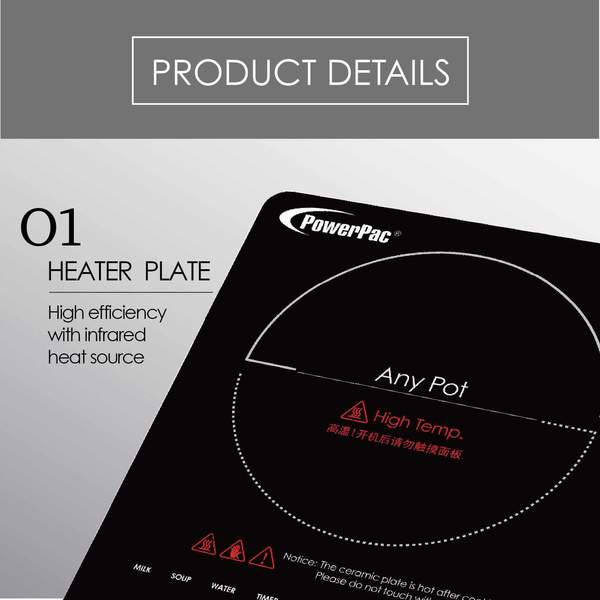 PRODUCT DETAILS
01
HEATER PLATE
High efficiency
with infrared
heat source
PowerPac®
Any Pot
High Temp.
高温!开机后请勿触摸面板.
Notice: The ceramic plate is hot after
Please do not touch with
MILK
SOUP
WATER
TIMER